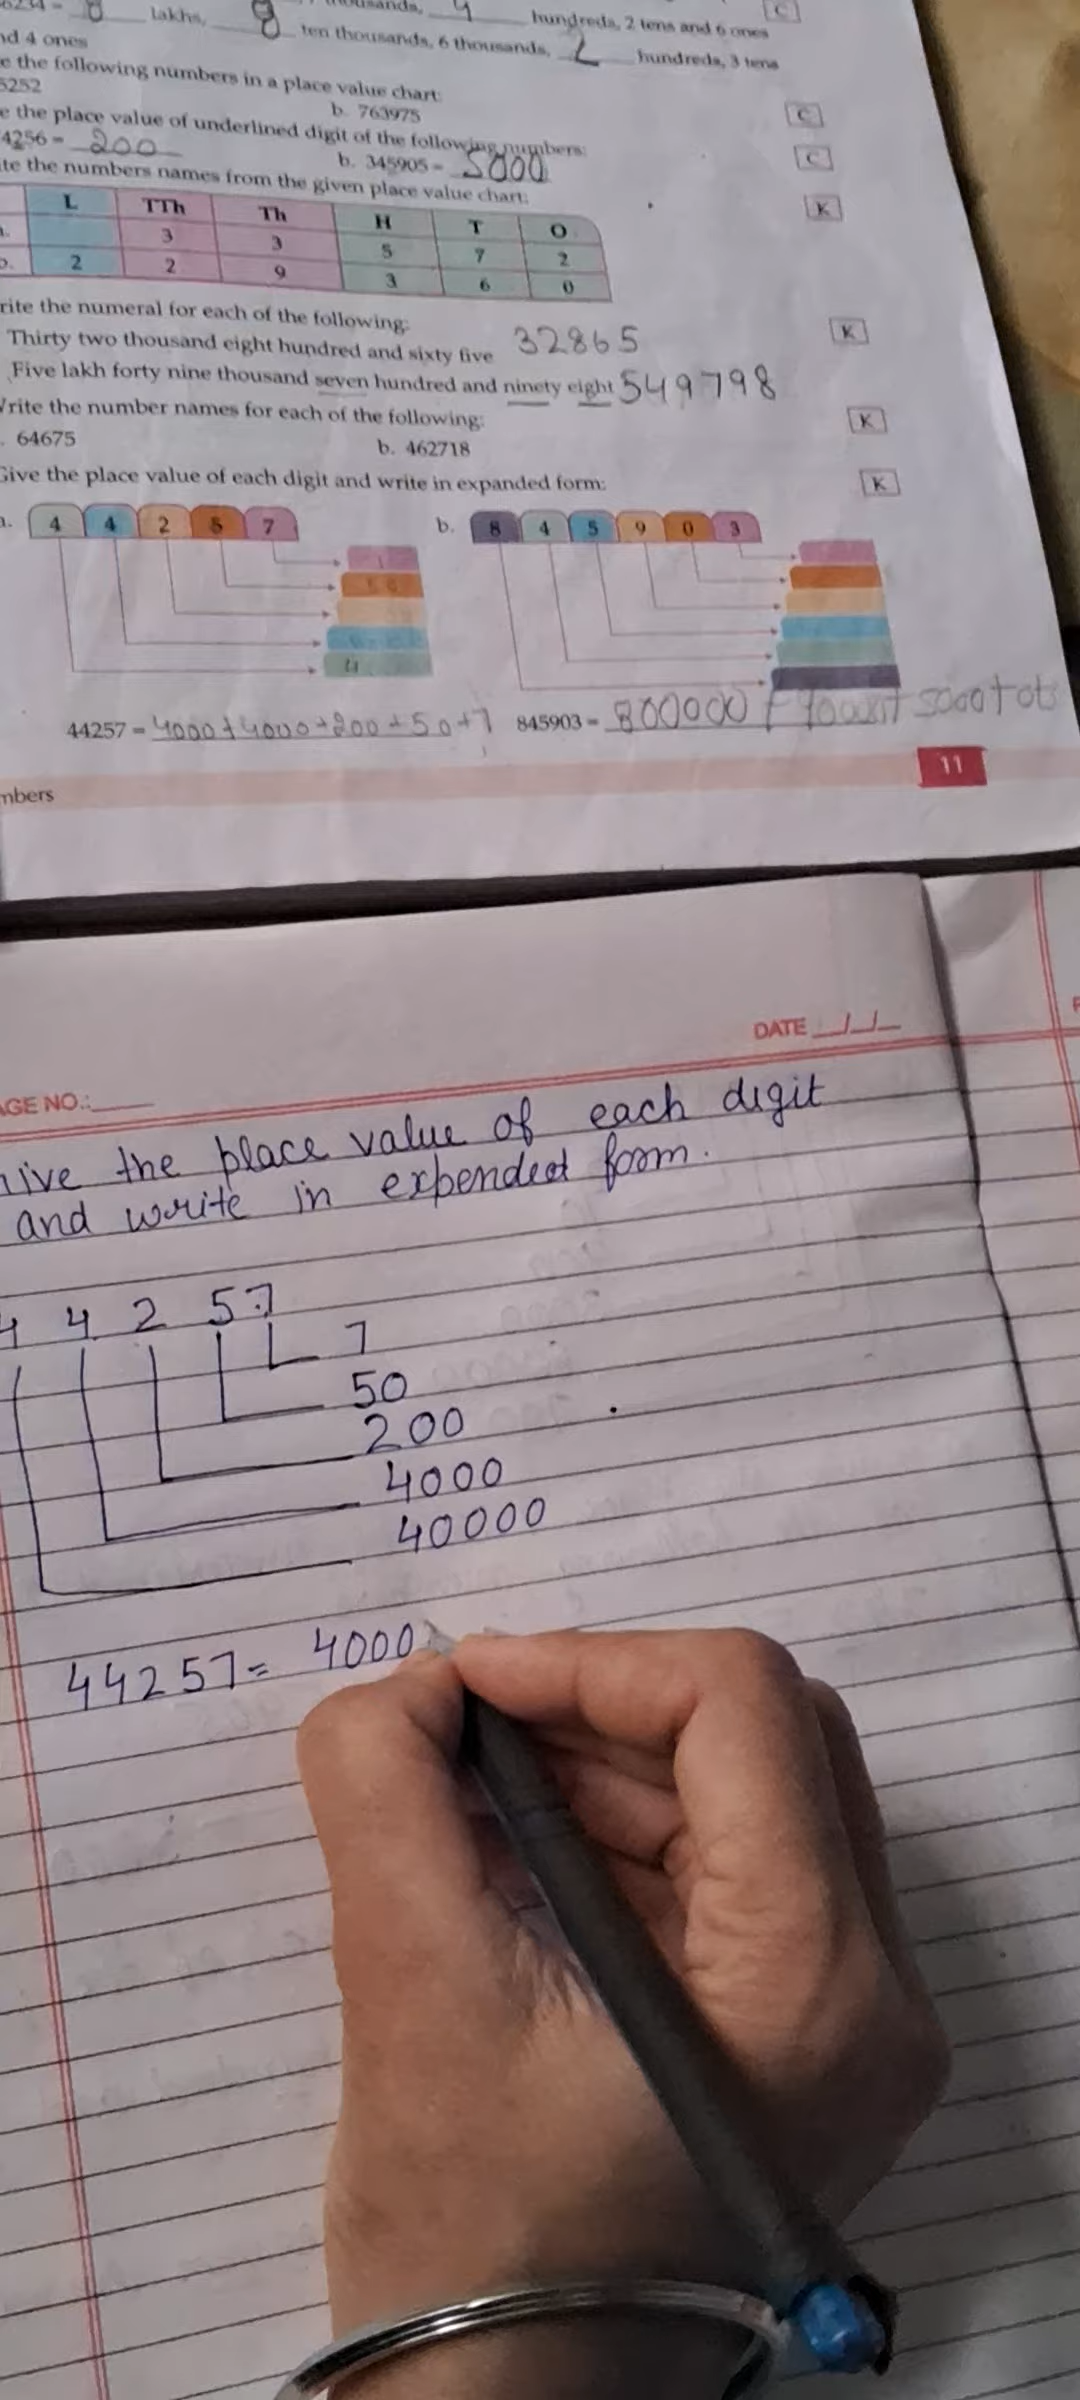 lakhs, 8 ten thousands, 6 thousands, hundreds, 3 tens
hundreds, 2 tens and 6 ones
C
nd 4 ones
e the following numbers in a place value chart:
5252 b. 763975
C
e the place value of underlined digit of the following numbers:
4256 = 200 b. 345905 = 5000
C
ite the numbers names from the given place value chart:
K
L TTh Th H T O
3 3 5 7 2
2 2 9 3 6 0
rite the numeral for each of the following:
K
Thirty two thousand eight hundred and sixty five 32865
Five lakh forty nine thousand seven hundred and ninety eight 549798
Write the number names for each of the following:
K
64675 b. 462718
Give the place value of each digit and write in expanded form:
K
4 4 2 5 7 b. 8 4 5 9 0 3
44257 = 4000+4000+200+50+7 845903 = 800000 +
11
mbers
DATE
AGE NO.:
ive the place value of each digit
and write in expended form.
4 4 2 5 7
7
50
200
4000
40000
44257= 4000